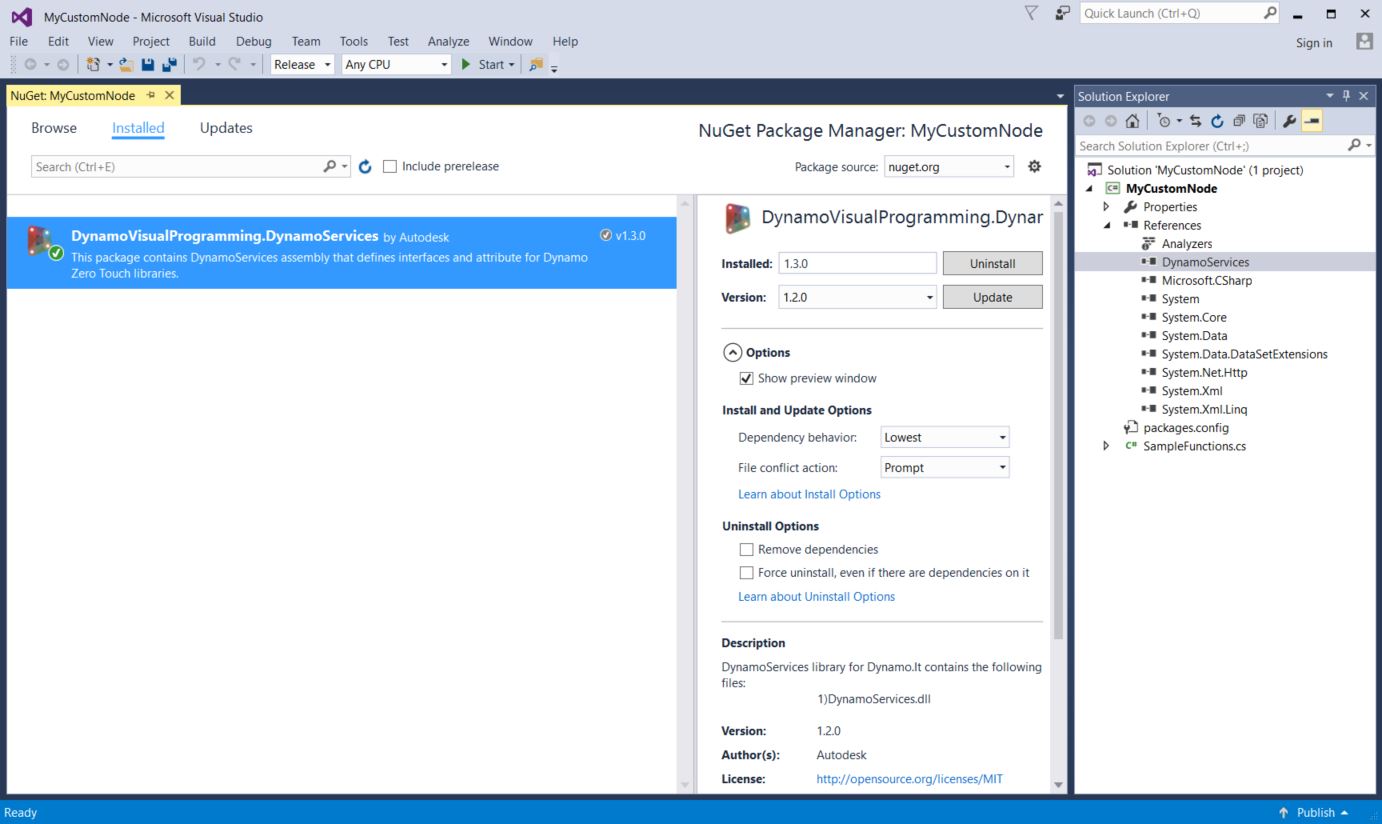 MyCustomNode - Microsoft Visual Studio
Quick Launch (Ctrl+Q)
File Edit View Project Build Debug Team Tools Test Analyze Window Help
Sign in
Release Any CPU Start
NuGet: MyCustomNode
Browse Installed Updates
NuGet Package Manager: MyCustomNode
Search (Ctrl+E)
Include prerelease
Package source: nuget.org
DynamoVisualProgramming.DynamoServices by Autodesk
v1.3.0
This package contains DynamoServices assembly that defines interfaces and attribute for Dynamo
Zero Touch libraries.
DynamoVisualProgramming.Dynar
Installed: 1.3.0 Uninstall
Version: 1.2.0 Update
Options
Show preview window
Install and Update Options
Dependency behavior: Lowest
File conflict action: Prompt
Learn about Install Options
Uninstall Options
Remove dependencies
Force uninstall, even if there are dependencies on it
Learn about Uninstall Options
Description
DynamoServices library for Dynamo.It contains the following
files:
1)DynamoServices.dll
Version: 1.2.0
Author(s): Autodesk
License: http://opensource.org/licenses/MIT
Solution Explorer
Search Solution Explorer (Ctrl+;)
Solution 'MyCustomNode' (1 project)
C# MyCustomNode
Properties
References
Analyzers
DynamoServices
Microsoft.CSharp
System
System.Core
System.Data
System.Data.DataSetExtensions
System.Net.Http
System.Xml
System.Xml.Linq
packages.config
C# SampleFunctions.cs
Ready
Publish